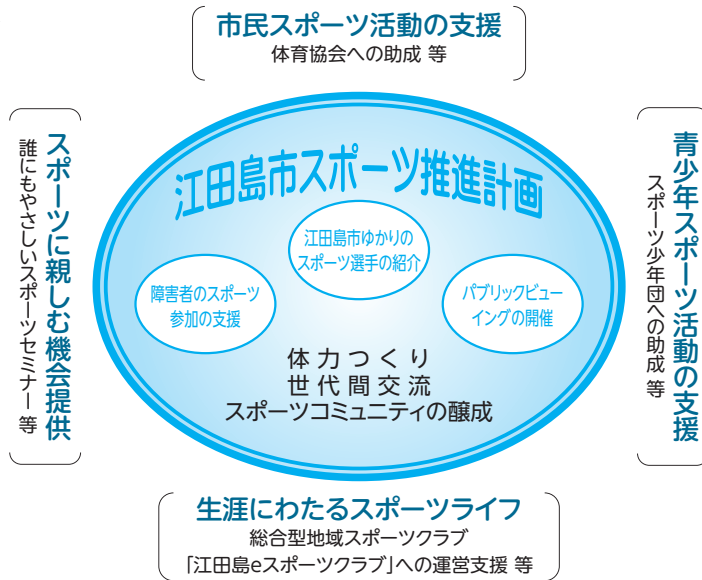 市民スポーツ活動の支援
体育協会への助成 等
江田島市スポーツ推進計画
江田島市ゆかりの
スポーツ選手の紹介
障害者のスポーツ
参加の支援
パブリックビュー
イングの開催
体力つくり
世代間交流
スポーツコミュニティの醸成
スポーツに親しむ機会提供
誰にもやさしいスポーツセミナー 等
青少年スポーツ活動の支援
スポーツ少年団への助成 等
生涯にわたるスポーツライフ
総合型地域スポーツクラブ
「江田島eスポーツクラブ」への運営支援 等